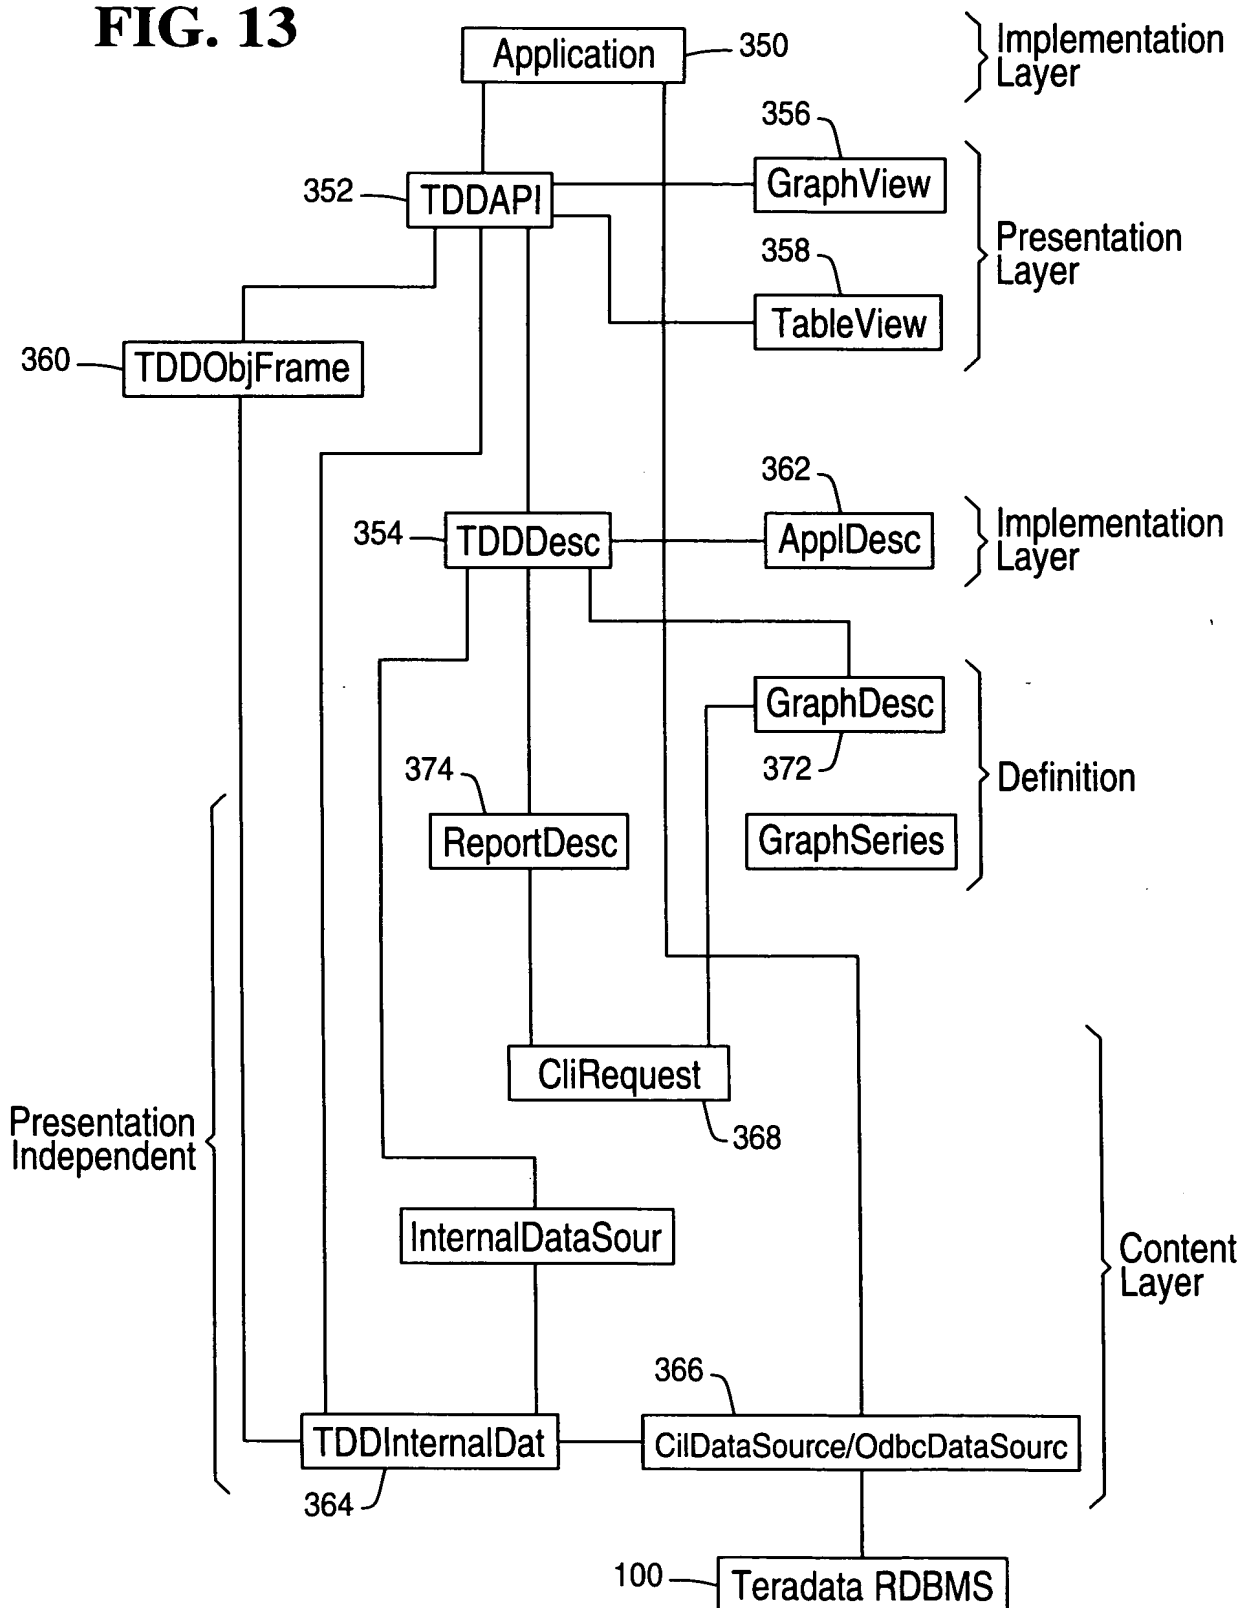 FIG. 13
Application
350
Implementation
Layer
356
GraphView
352
TDDAPI
358
Presentation
Layer
TableView
360
TDDObjFrame
362
354
TDDDesc
ApplDesc
Implementation
Layer
GraphDesc
374
372
Definition
ReportDesc
GraphSeries
CliRequest
368
Presentation
Independent
InternalDataSour
Content
Layer
366
TDDInternalDat
CilDataSource/OdbcDataSourc
364
100
Teradata RDBMS